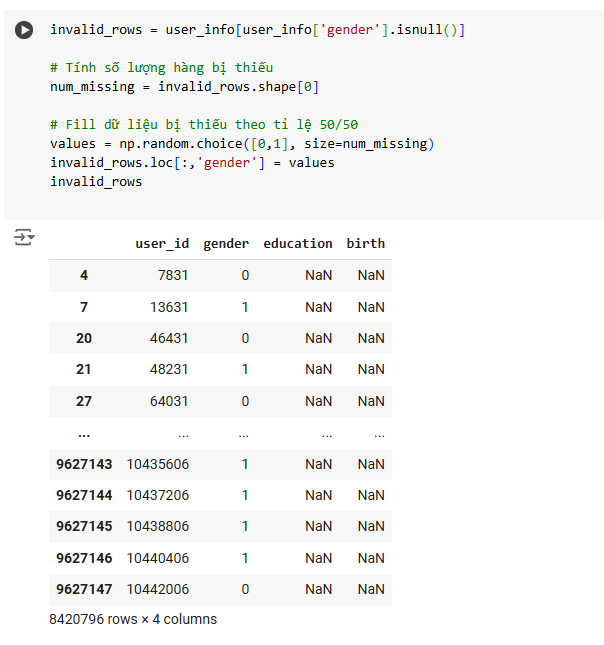 invalid_rows = user_info[user_info['gender'].isnull()]
# Tính số lượng hàng bị thiếu
num_missing = invalid_rows.shape[0]
# Fill dữ liệu bị thiếu theo tỉ lệ 50/50
values = np.random.choice([0,1], size=num_missing)
invalid_rows.loc[:,'gender'] = values
invalid_rows
user_id gender education birth
4 7831 0 NaN NaN
7 13631 1 NaN NaN
20 46431 0 NaN NaN
21 48231 1 NaN NaN
27 64031 0 NaN NaN
... ... ... ... ...
9627143 10435606 1 NaN NaN
9627144 10437206 1 NaN NaN
9627145 10438806 1 NaN NaN
9627146 10440406 1 NaN NaN
9627147 10442006 0 NaN NaN
8420796 rows × 4 columns